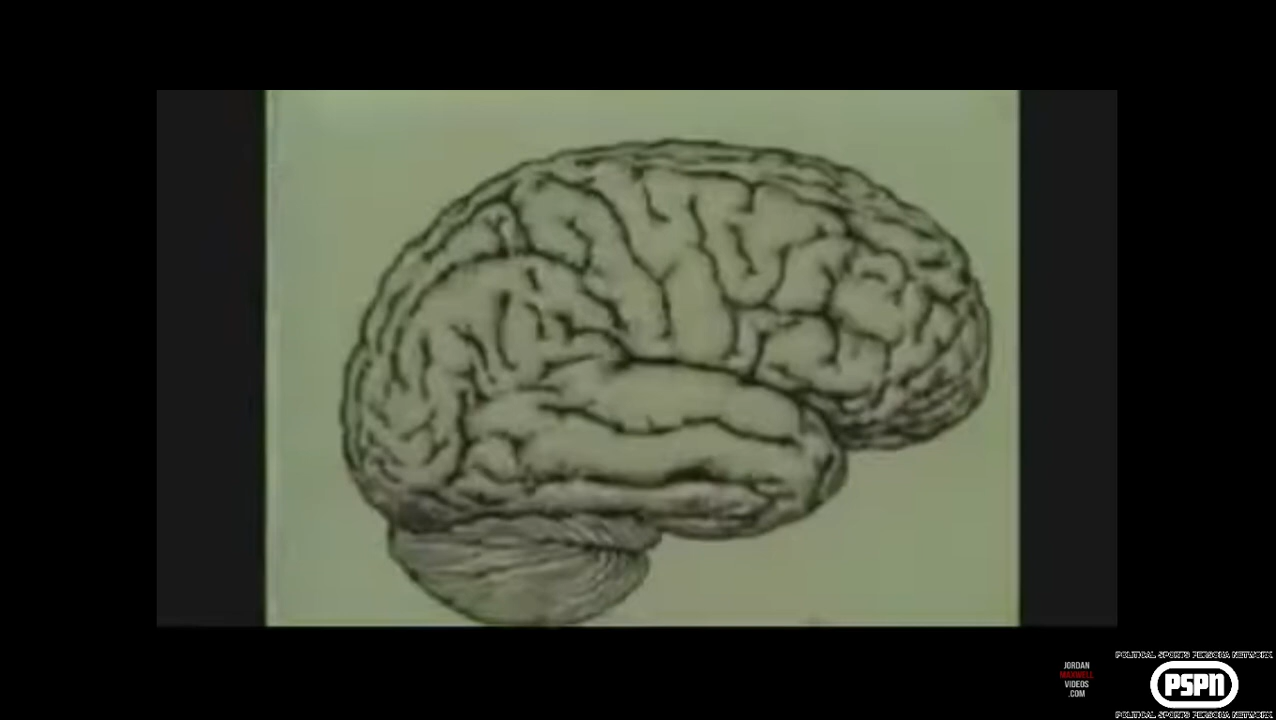 POLITICAL SPORTS PERSONA NETWORK
JORDAN
MAXWELL
VIDEOS
.COM
PSPN
POLITICAL SPORTS PERSONA NETWORK